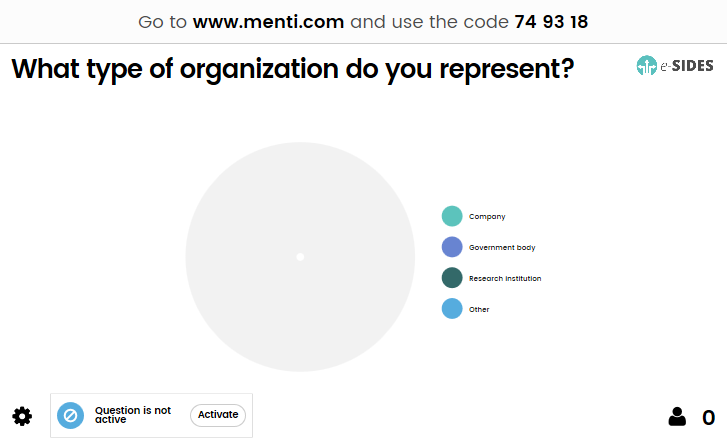 Go to www.menti.com and use the code 74 93 18
What type of organization do you represent?
e-SIDES
Company
Government body
Research institution
Other
Question is not
active
Activate
0